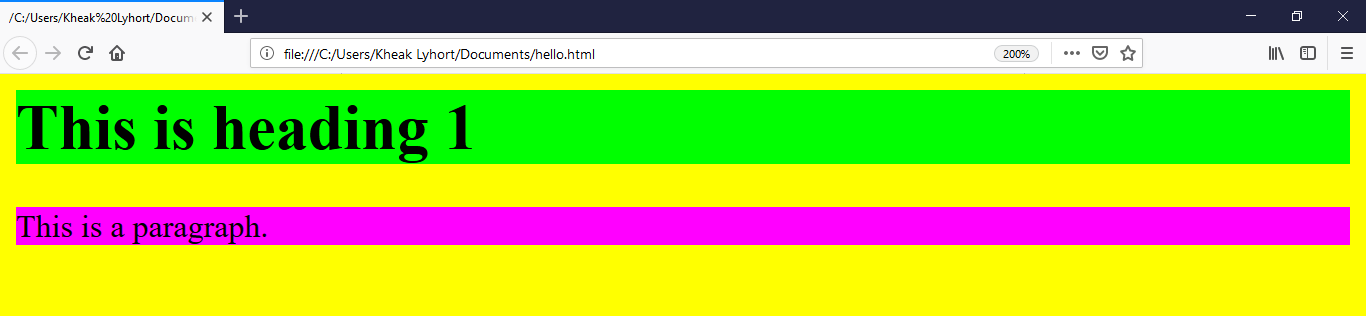 /C:/Users/Kheak%20Lyhort/Docum
file:///C:/Users/Kheak Lyhort/Documents/hello.html
200%
This is heading 1
This is a paragraph.